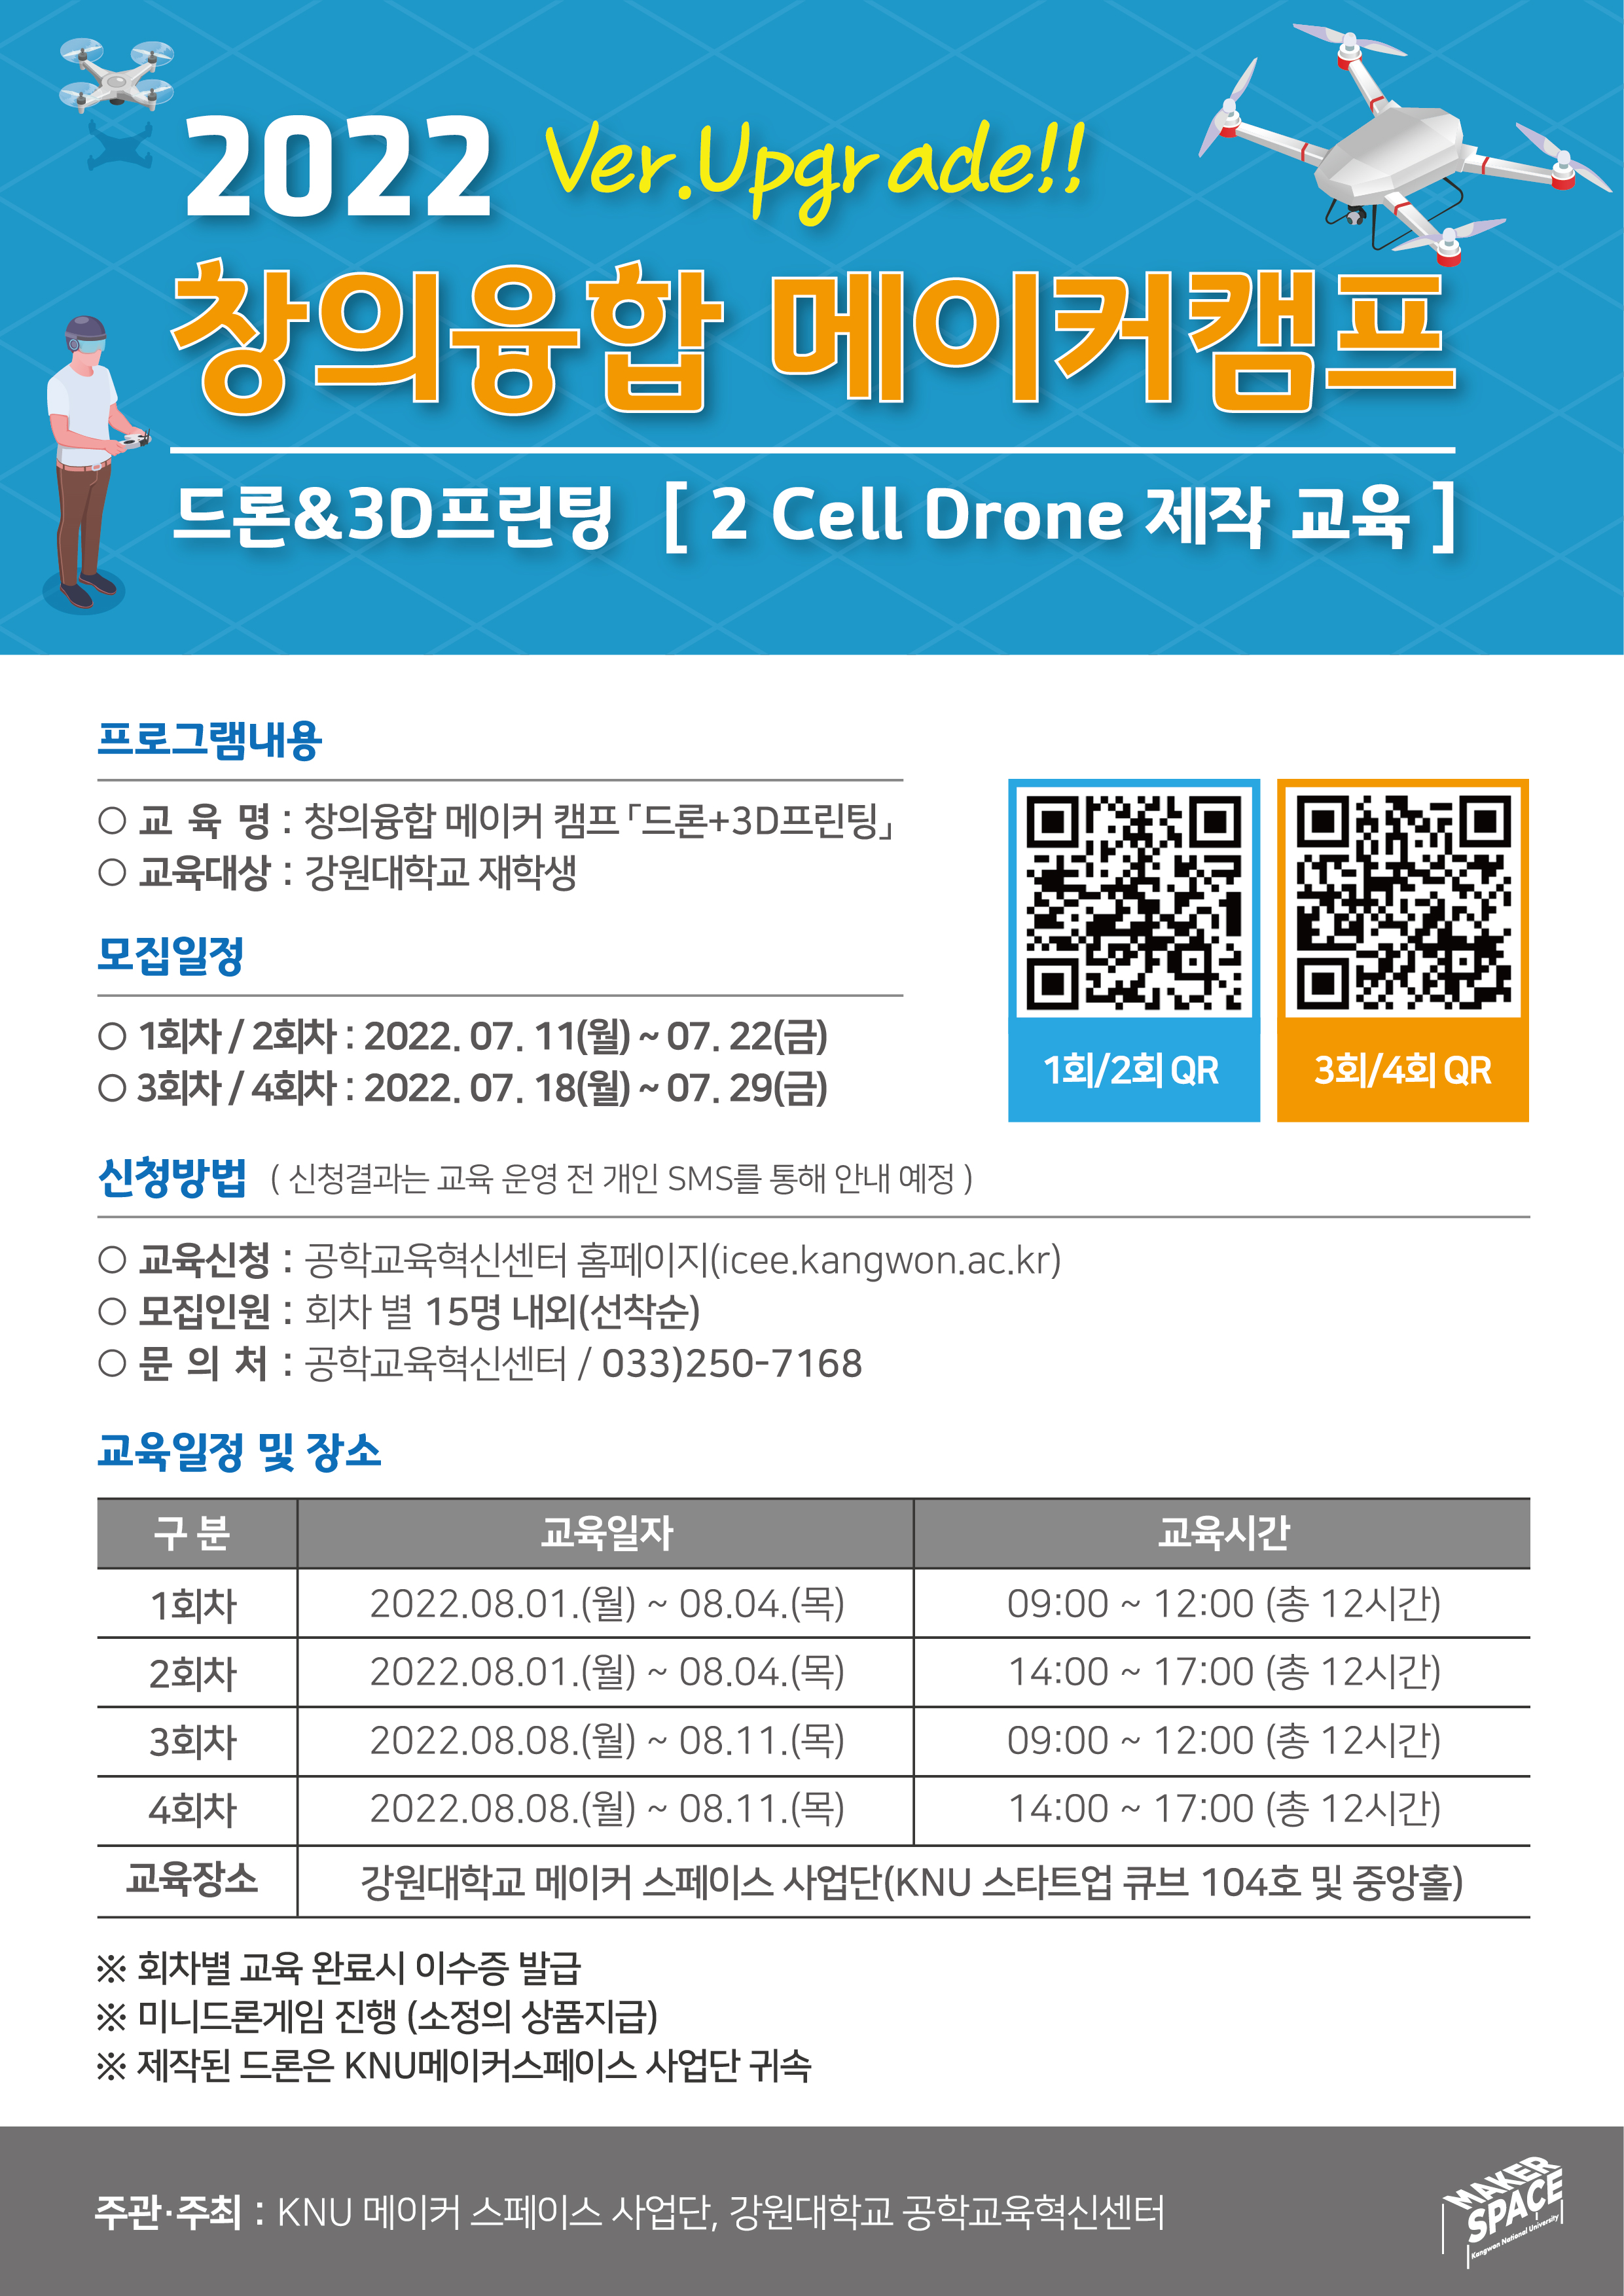 2022 Ver.Upgrade!!
창의융합 메이커캠프
드론&3D프린팅 [ 2 Cell Drone 제작 교육 ]
프로그램내용
○ 교 육 명 : 창의융합 메이커 캠프 「드론+3D프린팅」
○ 교육대상 : 강원대학교 재학생
모집일정
○ 1회차 / 2회차 : 2022. 07. 11(월) ~ 07. 22(금)
○ 3회차 / 4회차 : 2022. 07. 18(월) ~ 07. 29(금)
1회/2회 QR
3회/4회 QR
신청방법 ( 신청결과는 교육 운영 전 개인 SMS를 통해 안내 예정 )
○ 교육신청 : 공학교육혁신센터 홈페이지(icee.kangwon.ac.kr)
○ 모집인원 : 회차 별 15명 내외(선착순)
○ 문 의 처 : 공학교육혁신센터 / 033)250-7168
교육일정 및 장소
구 분 교육일자 교육시간
1회차 2022.08.01.(월) ~ 08.04.(목) 09:00 ~ 12:00 (총 12시간)
2회차 2022.08.01.(월) ~ 08.04.(목) 14:00 ~ 17:00 (총 12시간)
3회차 2022.08.08.(월) ~ 08.11.(목) 09:00 ~ 12:00 (총 12시간)
4회차 2022.08.08.(월) ~ 08.11.(목) 14:00 ~ 17:00 (총 12시간)
교육장소 강원대학교 메이커 스페이스 사업단(KNU 스타트업 큐브 104호 및 중앙홀)
※ 회차별 교육 완료시 이수증 발급
※ 미니드론게임 진행 (소정의 상품지급)
※ 제작된 드론은 KNU메이커스페이스 사업단 귀속
주관·주최 : KNU 메이커 스페이스 사업단, 강원대학교 공학교육혁신센터
MAKER
SPACE
Kangwon National University